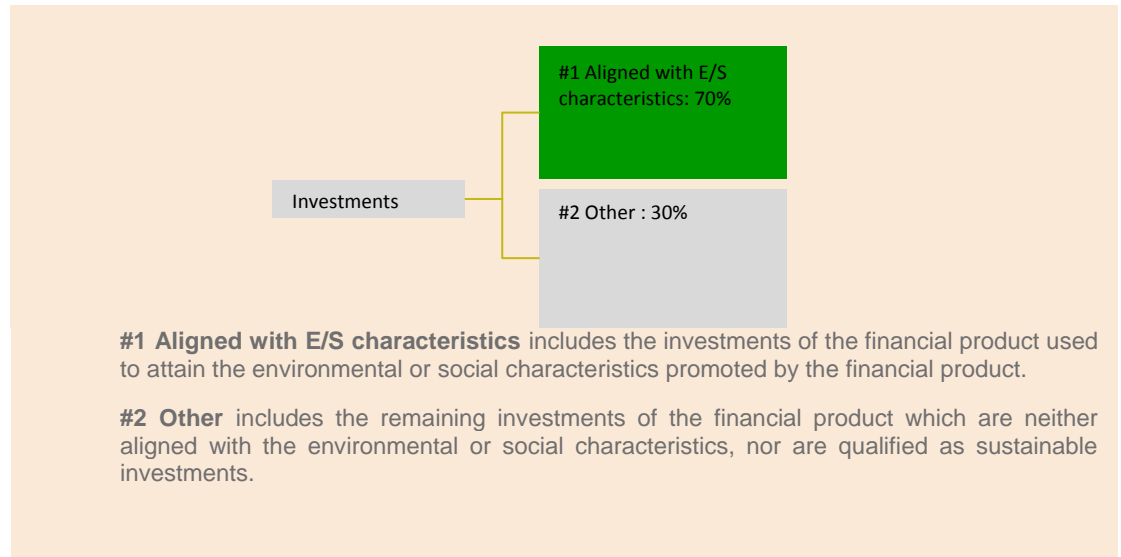 #1 Aligned with E/S
characteristics: 70%
Investments
#2 Other : 30%
#1 Aligned with E/S characteristics includes the investments of the financial product used
to attain the environmental or social characteristics promoted by the financial product.
#2 Other includes the remaining investments of the financial product which are neither
aligned with the environmental or social characteristics, nor are qualified as sustainable
investments.